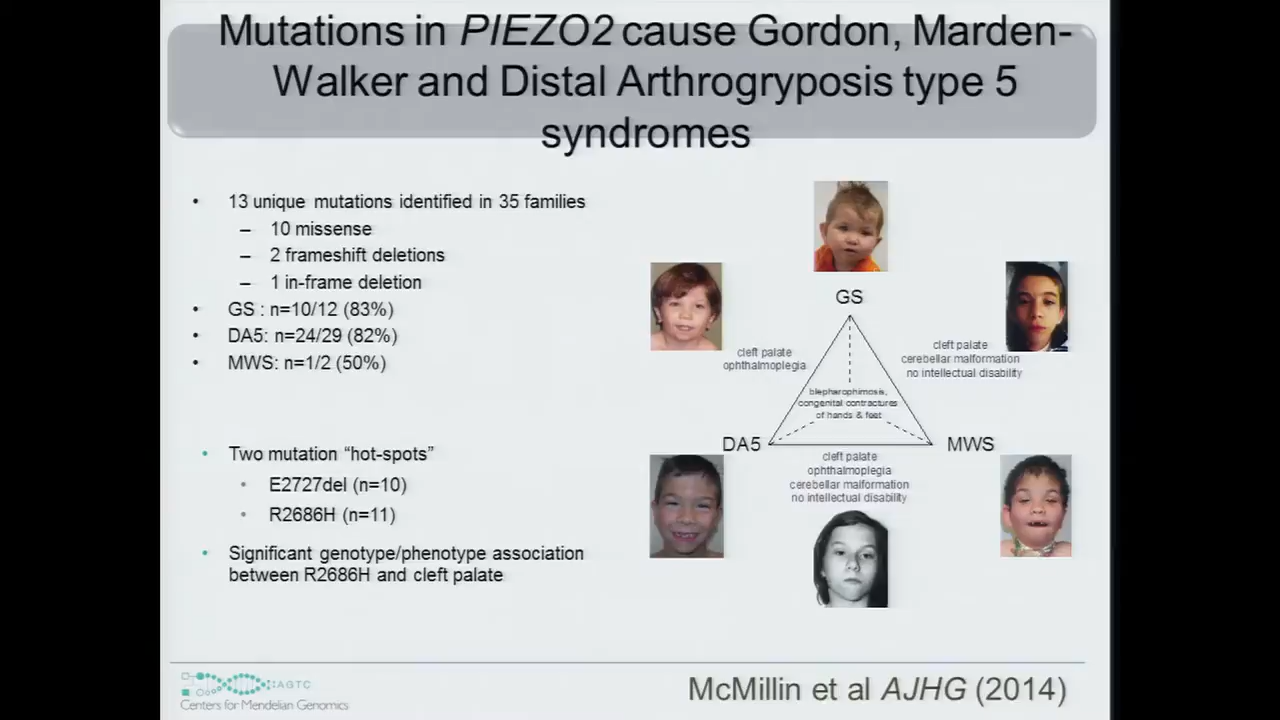 Mutations in PIEZO2 cause Gordon, Marden-
Walker and Distal Arthrogryposis type 5
syndromes
• 13 unique mutations identified in 35 families
– 10 missense
– 2 frameshift deletions
– 1 in-frame deletion
• GS : n=10/12 (83%)
• DA5: n=24/29 (82%)
• MWS: n=1/2 (50%)
• Two mutation “hot-spots”
• E2727del (n=10)
• R2686H (n=11)
• Significant genotype/phenotype association
between R2686H and cleft palate
GS
cleft palate
ophthalmoplegia
cleft palate
cerebellar malformation
no intellectual disability
blepharophimosis,
congenital contractures
of hands & feet
DA5
MWS
cleft palate
ophthalmoplegia
cerebellar malformation
no intellectual disability
AGTC
Centers for Mendelian Genomics
McMillin et al AJHG (2014)